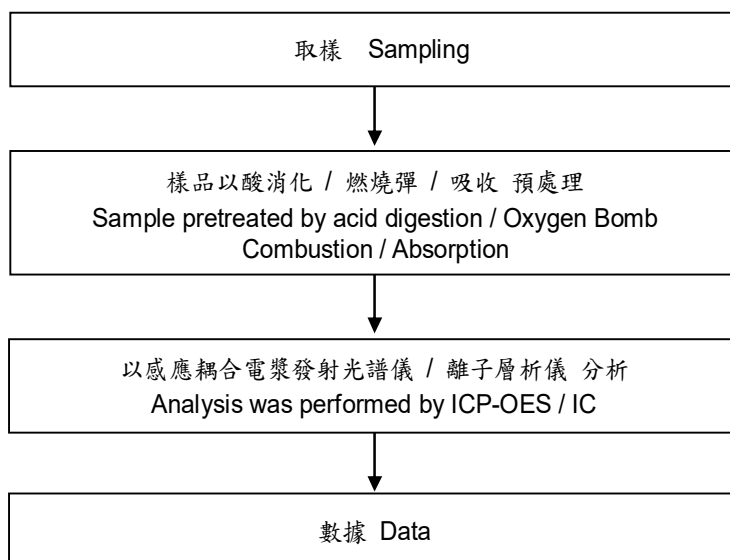 取樣 Sampling
樣品以酸消化 / 燃燒彈 / 吸收 預處理
Sample pretreated by acid digestion / Oxygen Bomb
Combustion / Absorption
以感應耦合電漿發射光譜儀 / 離子層析儀 分析
Analysis was performed by ICP-OES / IC
數據 Data